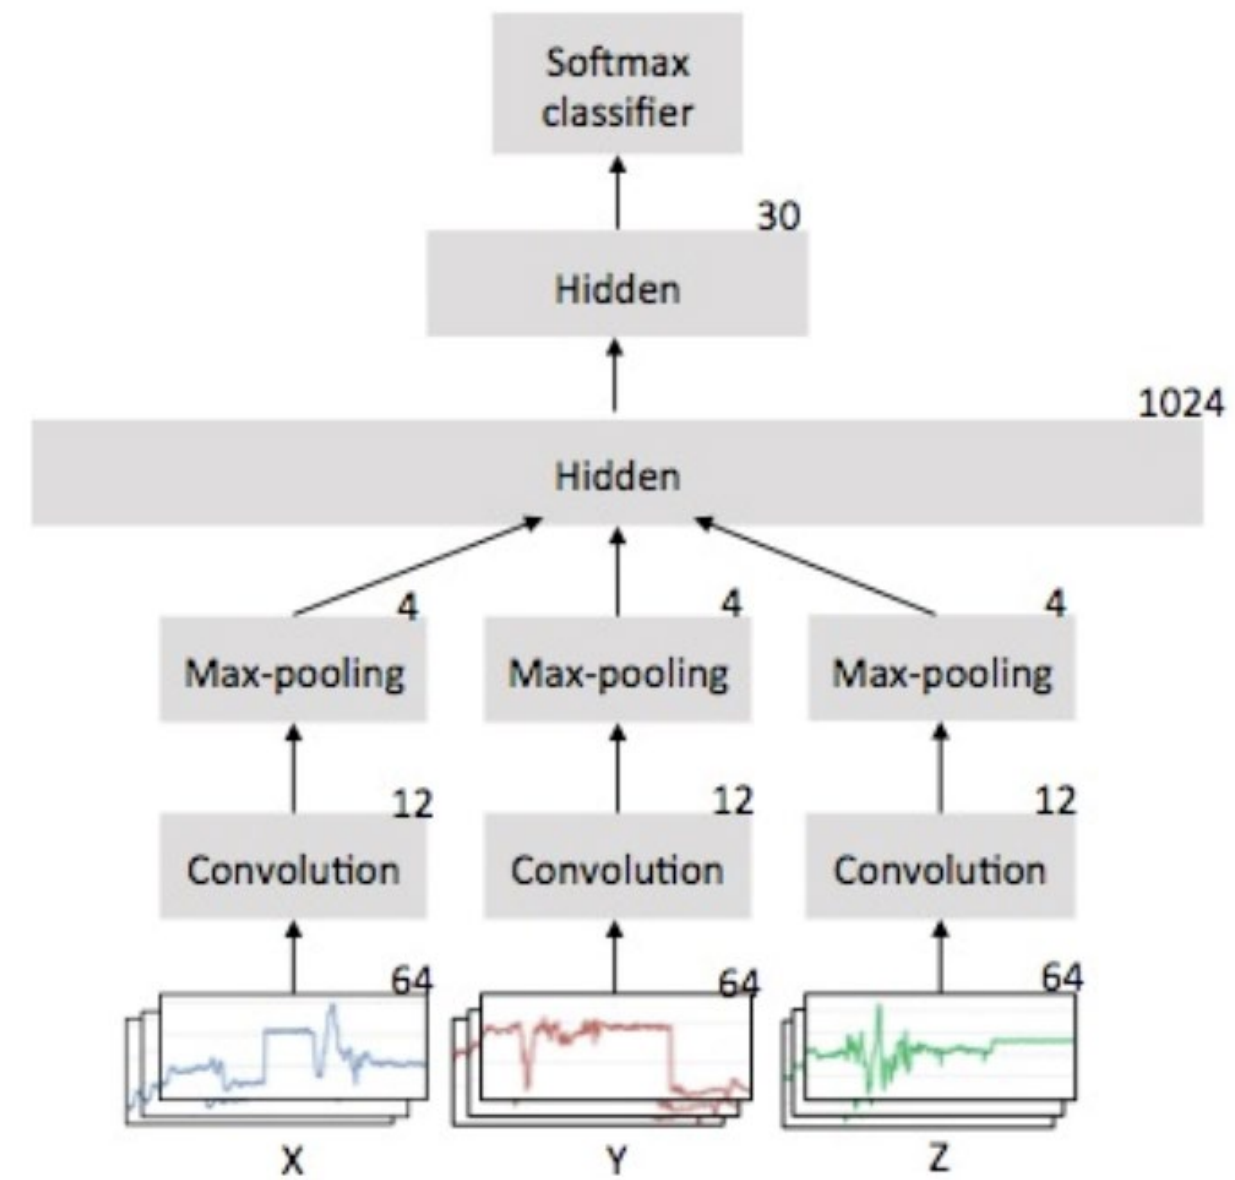 Softmax
classifier
30
Hidden
1024
Hidden
4 4 4
Max-pooling Max-pooling Max-pooling
12 12 12
Convolution Convolution Convolution
64 64 64
X Y Z